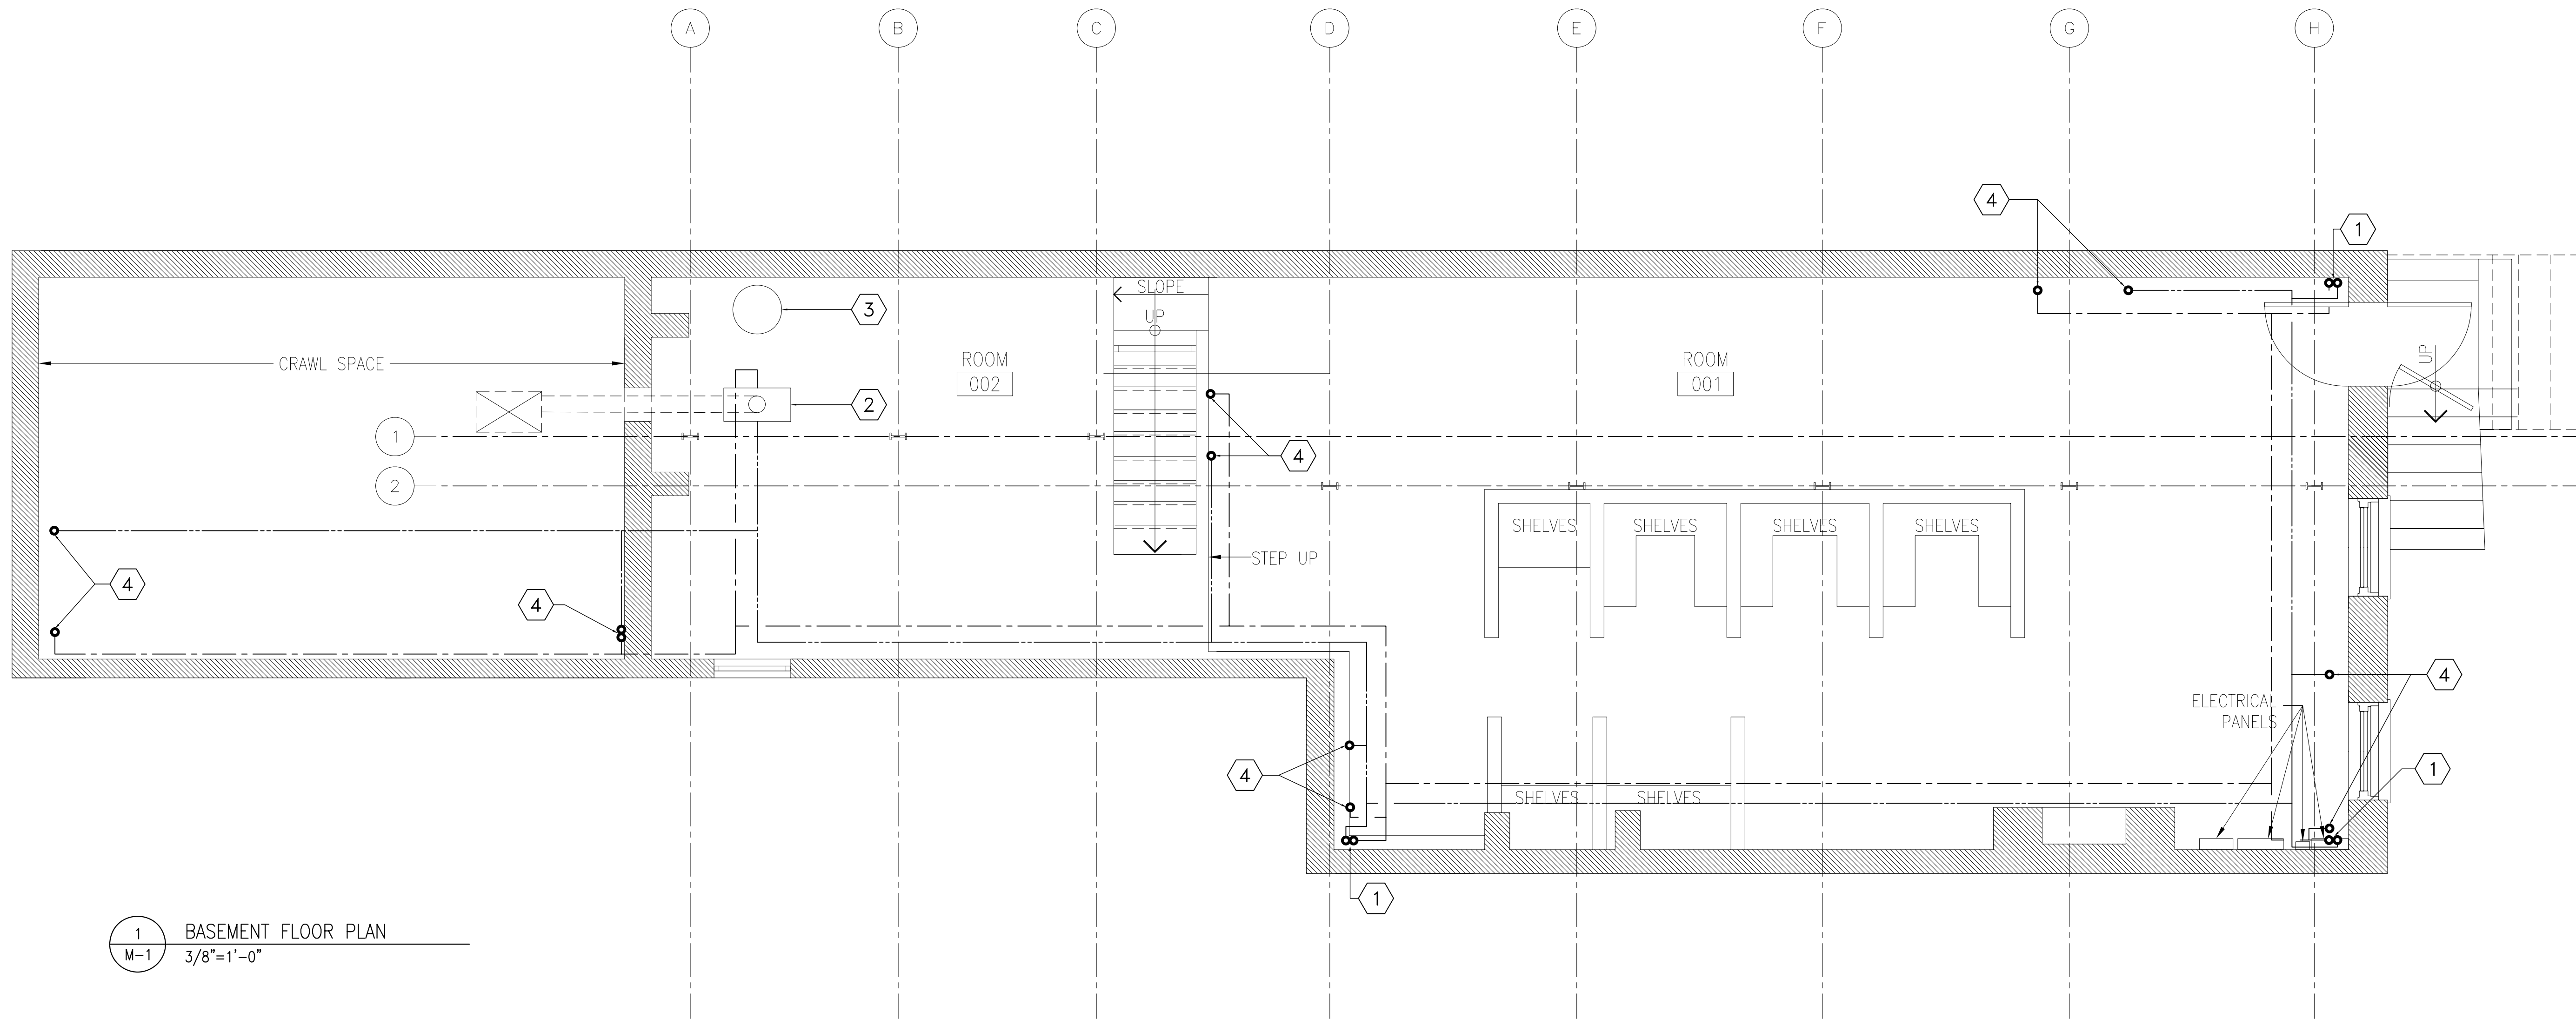 A B C D E F G H
4
1
SLOPE
3
UP
UP
ROOM
002
ROOM
001
CRAWL SPACE
2
1
4
2
SHELVES SHELVES SHELVES SHELVES
STEP UP
4
4
4
ELECTRICAL
PANELS
4
1
SHELVES SHELVES
1
1
M-1
BASEMENT FLOOR PLAN
3/8"=1'-0"